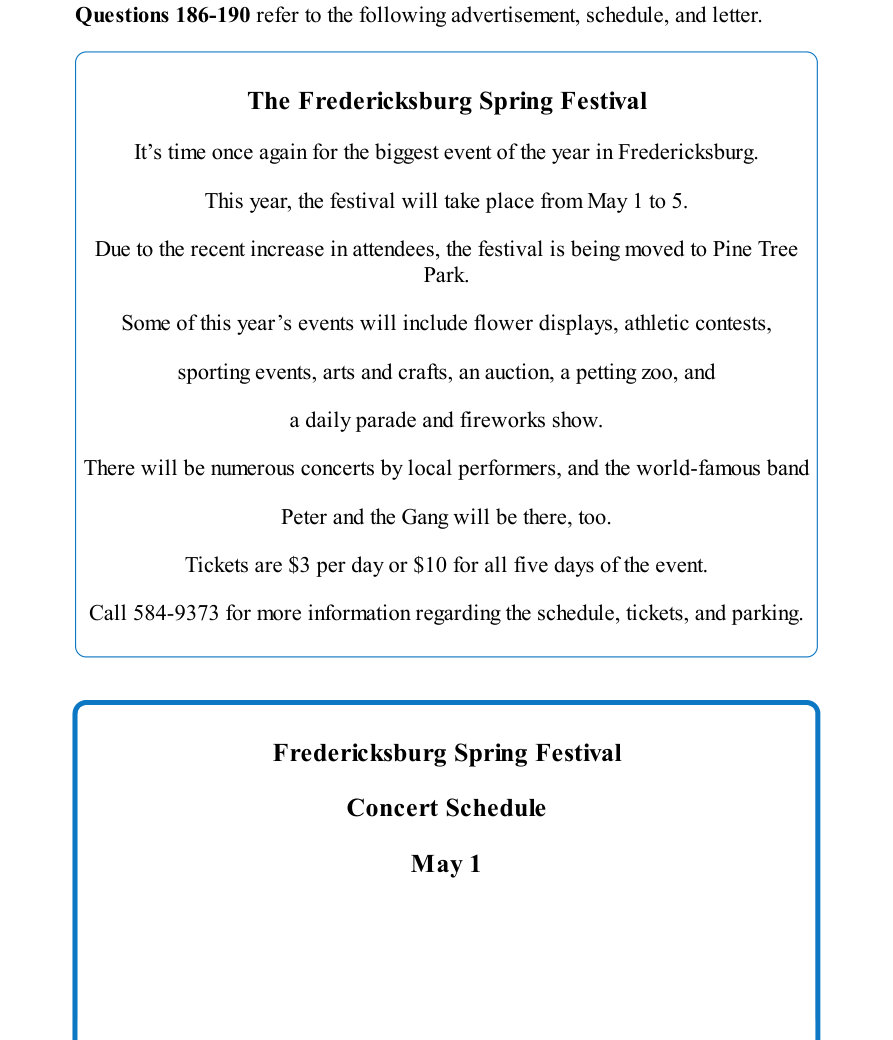 Questions 186-190 refer to the following advertisement, schedule, and letter.
The Fredericksburg Spring Festival
It’s time once again for the biggest event of the year in Fredericksburg.
This year, the festival will take place from May 1 to 5.
Due to the recent increase in attendees, the festival is being moved to Pine Tree
Park.
Some of this year’s events will include flower displays, athletic contests,
sporting events, arts and crafts, an auction, a petting zoo, and
a daily parade and fireworks show.
There will be numerous concerts by local performers, and the world-famous band
Peter and the Gang will be there, too.
Tickets are $3 per day or $10 for all five days of the event.
Call 584-9373 for more information regarding the schedule, tickets, and parking.
Fredericksburg Spring Festival
Concert Schedule
May 1